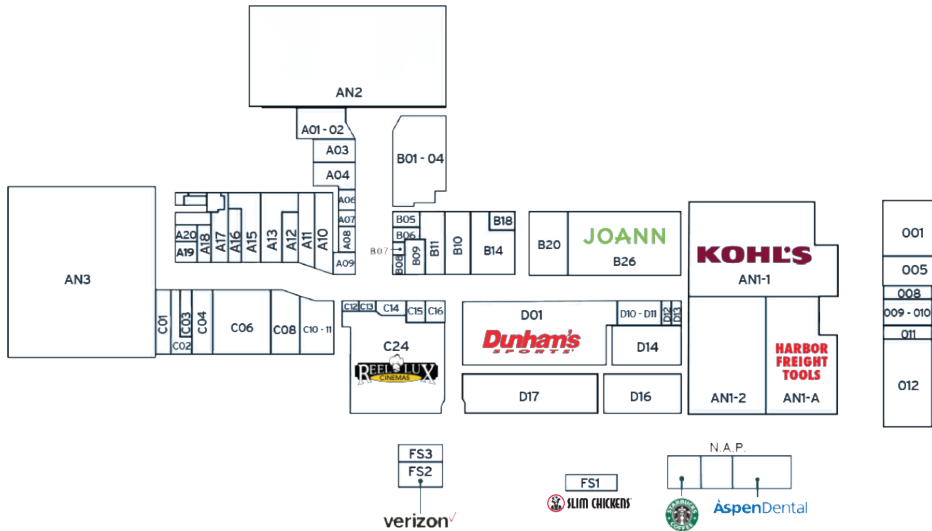 AN2
A01 - 02
A03
A04
B01 - 04
A06
A07
A08
A09
A20
A19
A18
A17
A16
A15
A13
A12
A11
A10
B05
B06
B07
B08
B09
B11
B10
B18
B14
B20
JOANN
B26
KOHL'S
AN1-1
001
005
008
009 - 010
011
012
AN3
C01
C02
C03
C04
C06
C08
C10 - 11
C12
C13
C14
C15
C16
C24
REEL LUX
CINEMAS
D01
Dunham's
SPORTS
D10 - D11
D12
D13
D14
D17
D16
AN1-2
HARBOR
FREIGHT
TOOLS
AN1-A
FS3
FS2
verizon✓
FS1
SLIM CHICKENS
N.A.P.
AspenDental